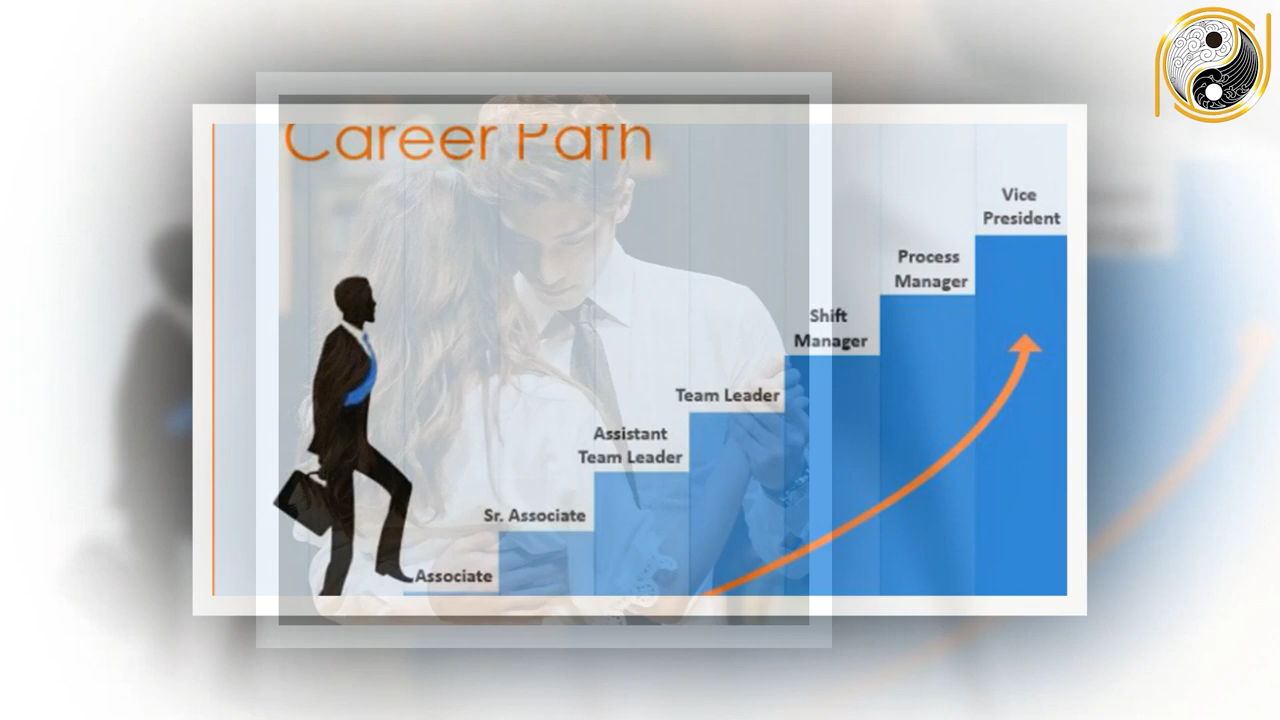 Career Path
Vice
President
Process
Manager
Shift
Manager
Team Leader
Assistant
Team Leader
Sr. Associate
Associate